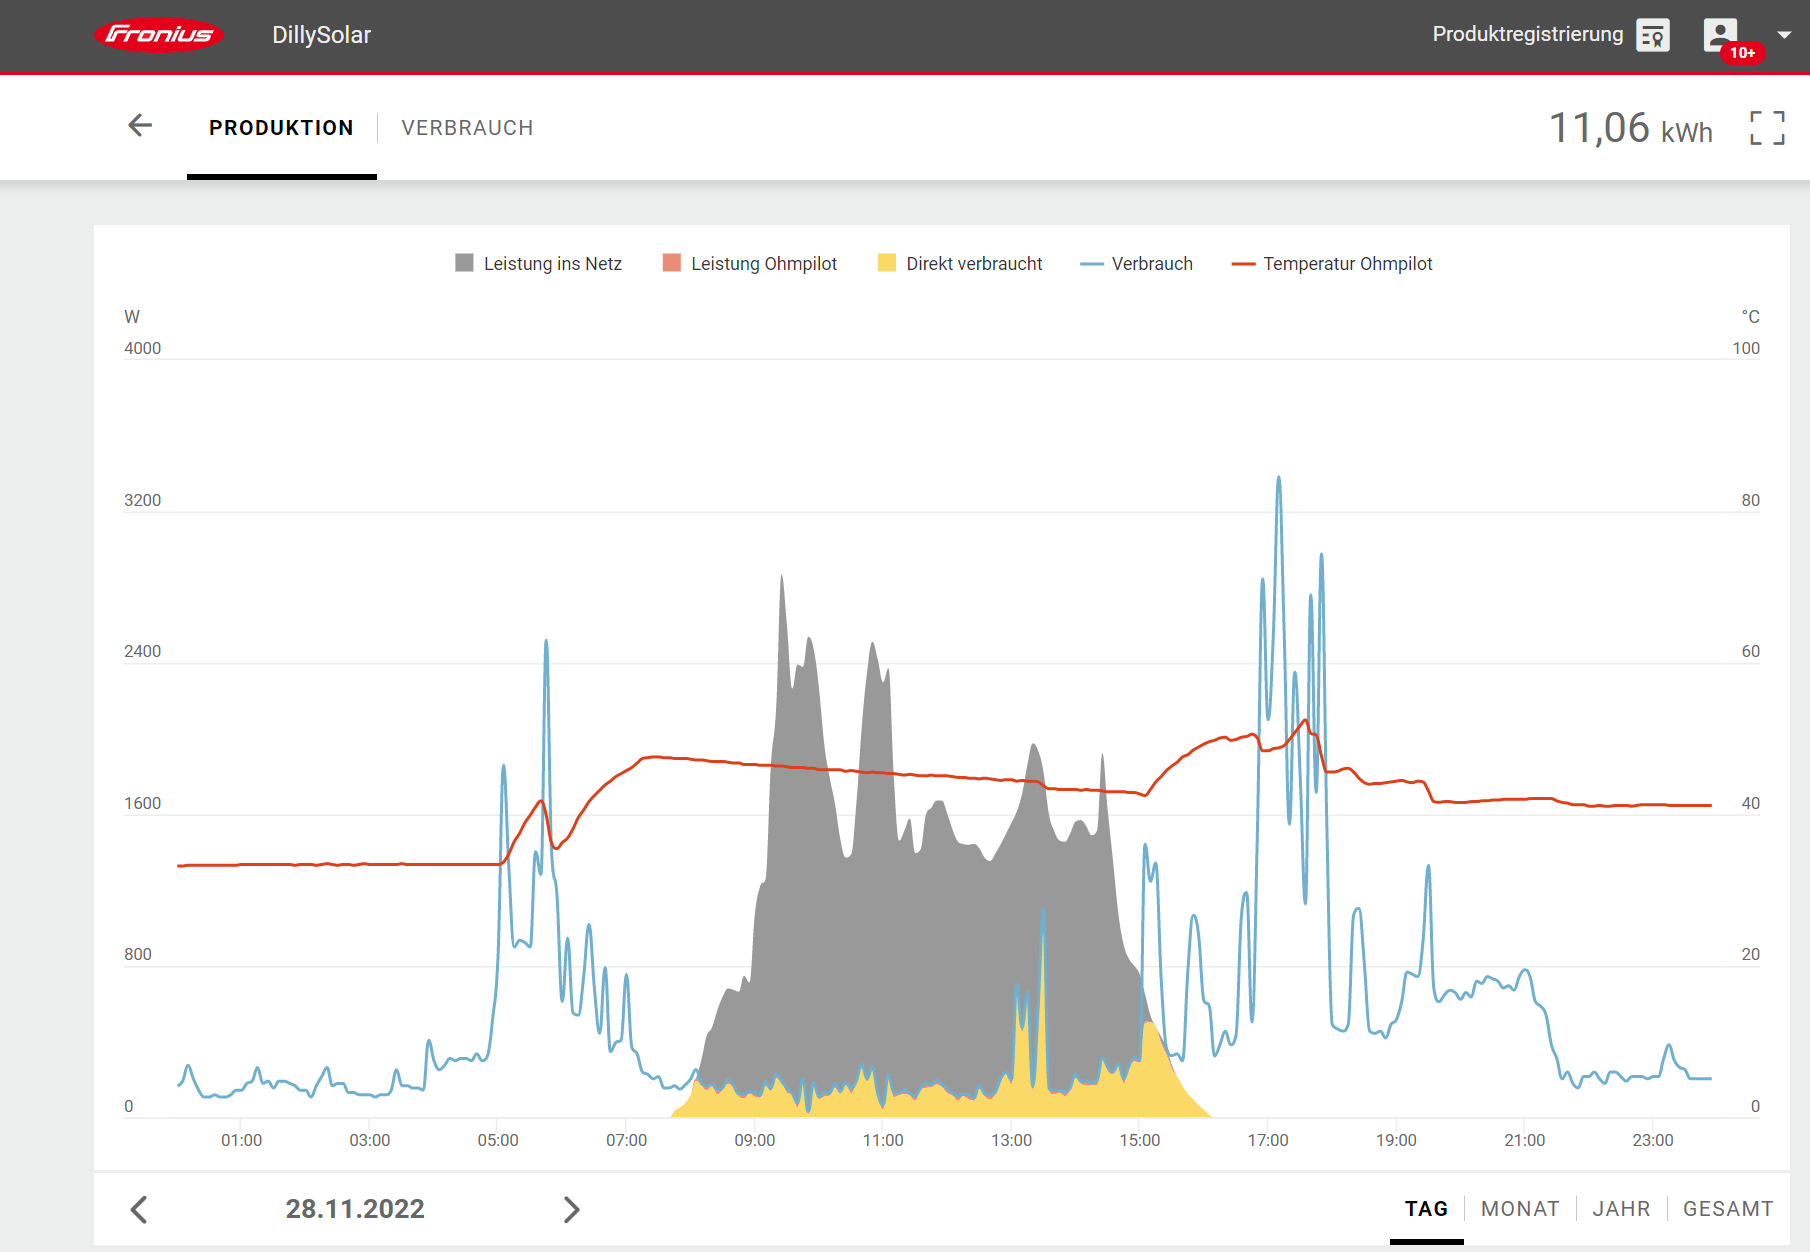 Fronius DillySolar Produktregistrierung 10+
PRODUKTION VERBRAUCH 11,06 kWh
Leistung ins Netz Leistung Ohmpilot Direkt verbraucht Verbrauch Temperatur Ohmpilot
W °C
4000 100
3200 80
2400 60
1600 40
800 20
0 0
01:00 03:00 05:00 07:00 09:00 11:00 13:00 15:00 17:00 19:00 21:00 23:00
28.11.2022 TAG MONAT JAHR GESAMT